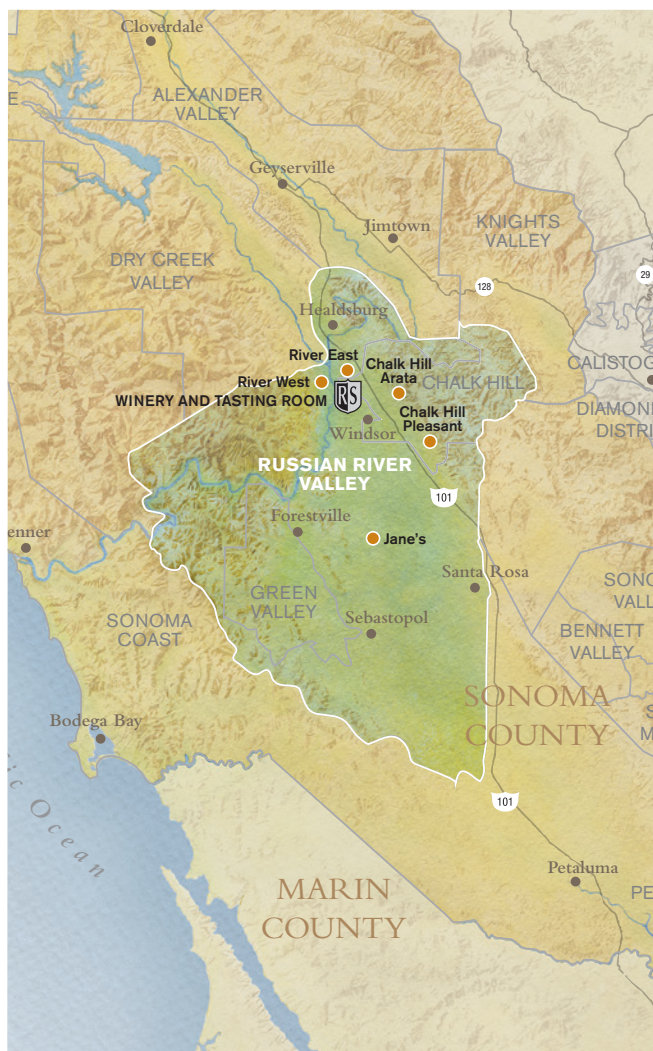 Cloverdale
E
ALEXANDER
VALLEY
Geyserville
Jimtown
KNIGHTS
VALLEY
DRY CREEK
VALLEY
29
128
Healdsburg
River East
Chalk Hill
Arata
CALISTOG
River West
CHALK HILL
WINERY AND TASTING ROOM
RS
Chalk Hill
Pleasant
DIAMON
DISTRI
Windsor
RUSSIAN RIVER
VALLEY
101
Forestville
enner
Jane's
Santa Rosa
SONO
VALL
GREEN
VALLEY
SONOMA
COAST
Sebastopol
BENNETT
VALLEY
SONOMA
COUNTY
S
M
Bodega Bay
ic Ocean
101
Petaluma
MARIN
COUNTY
PE